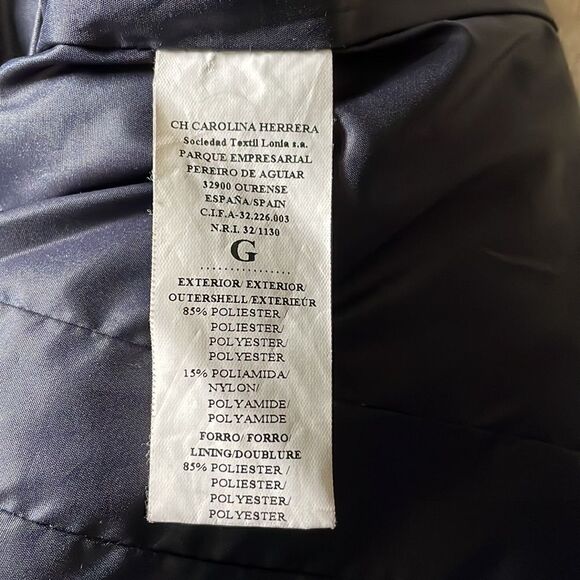 CH CAROLINA HERRERA
Sociedad Textil Lonia s.a.
PARQUE EMPRESARIAL
PEREIRO DE AGUIAR
32900 OURENSE
ESPAÑA/SPAIN
C.I.F.A-32.226.003
N.R.I. 32/1130
G
................
EXTERIOR/ EXTERIOR/
OUTERSHELL/EXTERIEÚR
85% POLIESTER /
POLIESTER/
POLYESTER/
POLYESTER
15% POLIAMIDA/
NYLON/
POLYAMIDE/
POLYAMIDE
FORRO/ FORRO/
LINING/DOUBLURE
85% POLIESTER /
POLIESTER/
POLYESTER/
POLYESTER